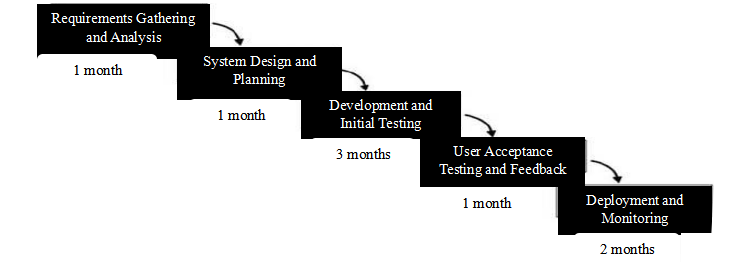 Requirements Gathering
and Analysis
1 month
System Design and
Planning
1 month
Development and
Initial Testing
3 months
User Acceptance
Testing and Feedback
1 month
Deployment and
Monitoring
2 months